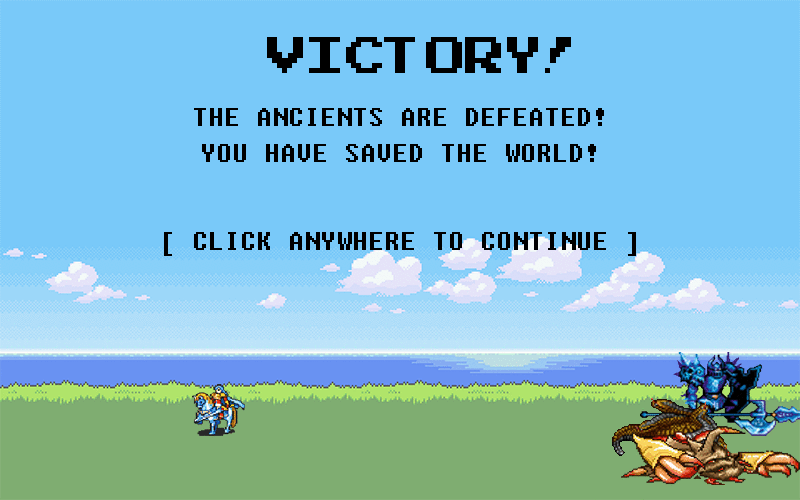 VICTORY!
THE ANCIENTS ARE DEFEATED!
YOU HAVE SAVED THE WORLD!
[ CLICK ANYWHERE TO CONTINUE ]